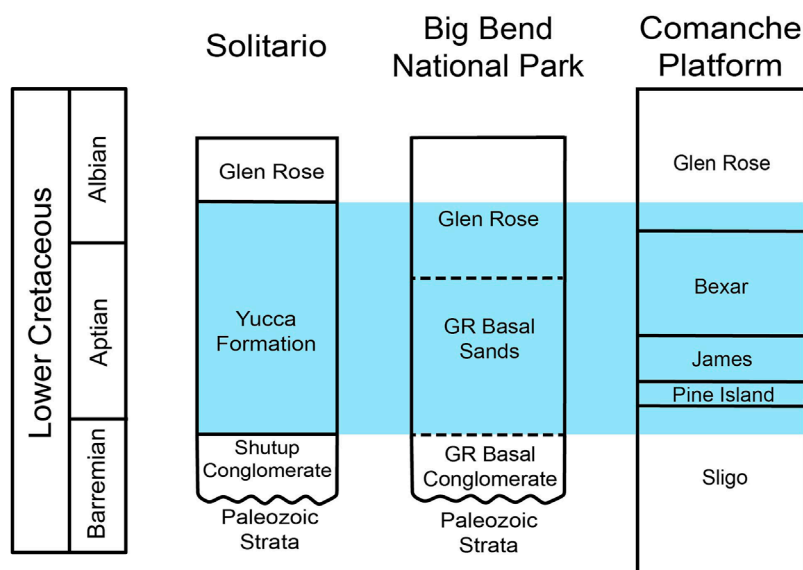 Solitario
Big Bend
National Park
Comanche
Platform
Lower Cretaceous
Albian
Aptian
Barremian
Glen Rose
Yucca
Formation
Shutup
Conglomerate
Paleozoic
Strata
Glen Rose
GR Basal
Sands
GR Basal
Conglomerate
Paleozoic
Strata
Glen Rose
Bexar
James
Pine Island
Sligo